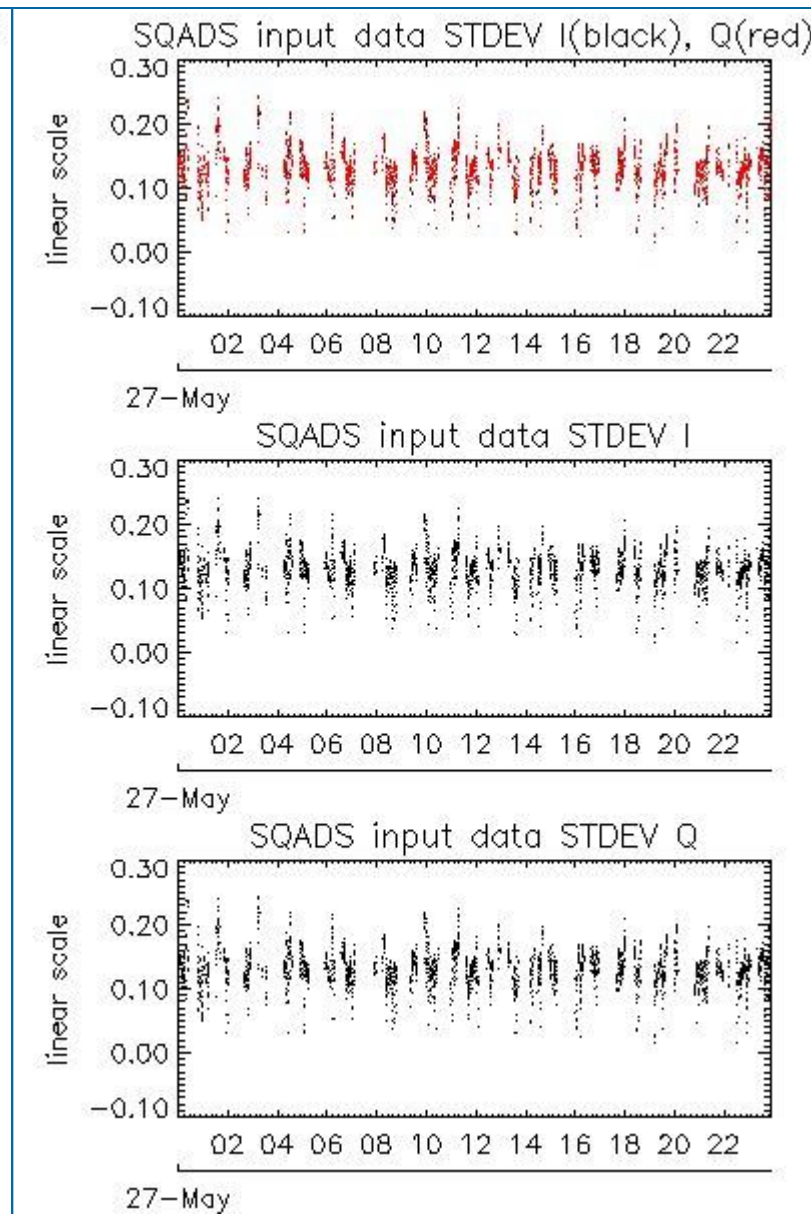 SQADS input data STDEV I(black), Q(red)
0.30
0.20
0.10
0.00
-0.10
linear scale
02 04 06 08 10 12 14 16 18 20 22
27-May
SQADS input data STDEV I
0.30
0.20
0.10
0.00
-0.10
linear scale
02 04 06 08 10 12 14 16 18 20 22
27-May
SQADS input data STDEV Q
0.30
0.20
0.10
0.00
-0.10
linear scale
02 04 06 08 10 12 14 16 18 20 22
27-May